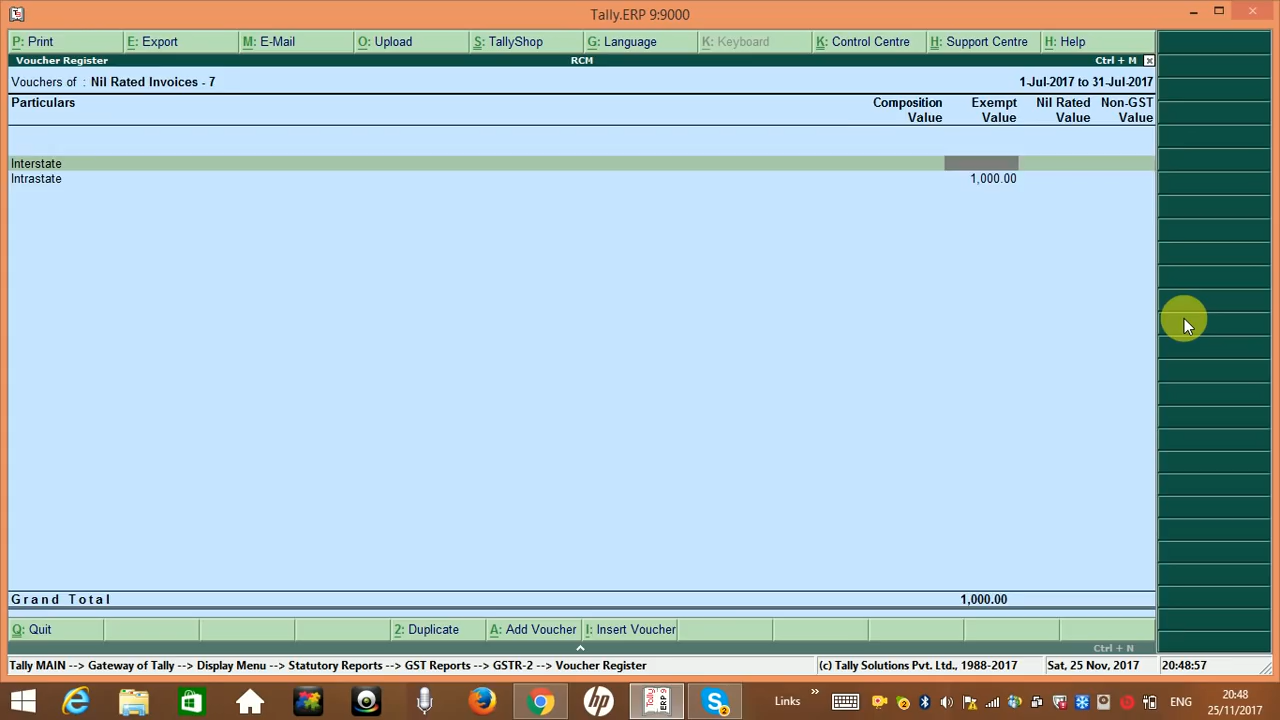 Tally.ERP 9:9000
P: Print E: Export M: E-Mail O: Upload S: TallyShop G: Language K: Keyboard K: Control Centre H: Support Centre H: Help
Voucher Register RCM Ctrl + M
Vouchers of : Nil Rated Invoices - 7 1-Jul-2017 to 31-Jul-2017
Particulars Composition Exempt Nil Rated Non-GST
Value Value Value Value
Interstate
Intrastate 1,000.00
Grand Total 1,000.00
Q: Quit 2: Duplicate A: Add Voucher I: Insert Voucher
Ctrl + N
Tally MAIN --> Gateway of Tally --> Display Menu --> Statutory Reports --> GST Reports --> GSTR-2 --> Voucher Register (c) Tally Solutions Pvt. Ltd., 1988-2017 Sat, 25 Nov, 2017 20:48:57
Links » ENG 20:48
25/11/2017